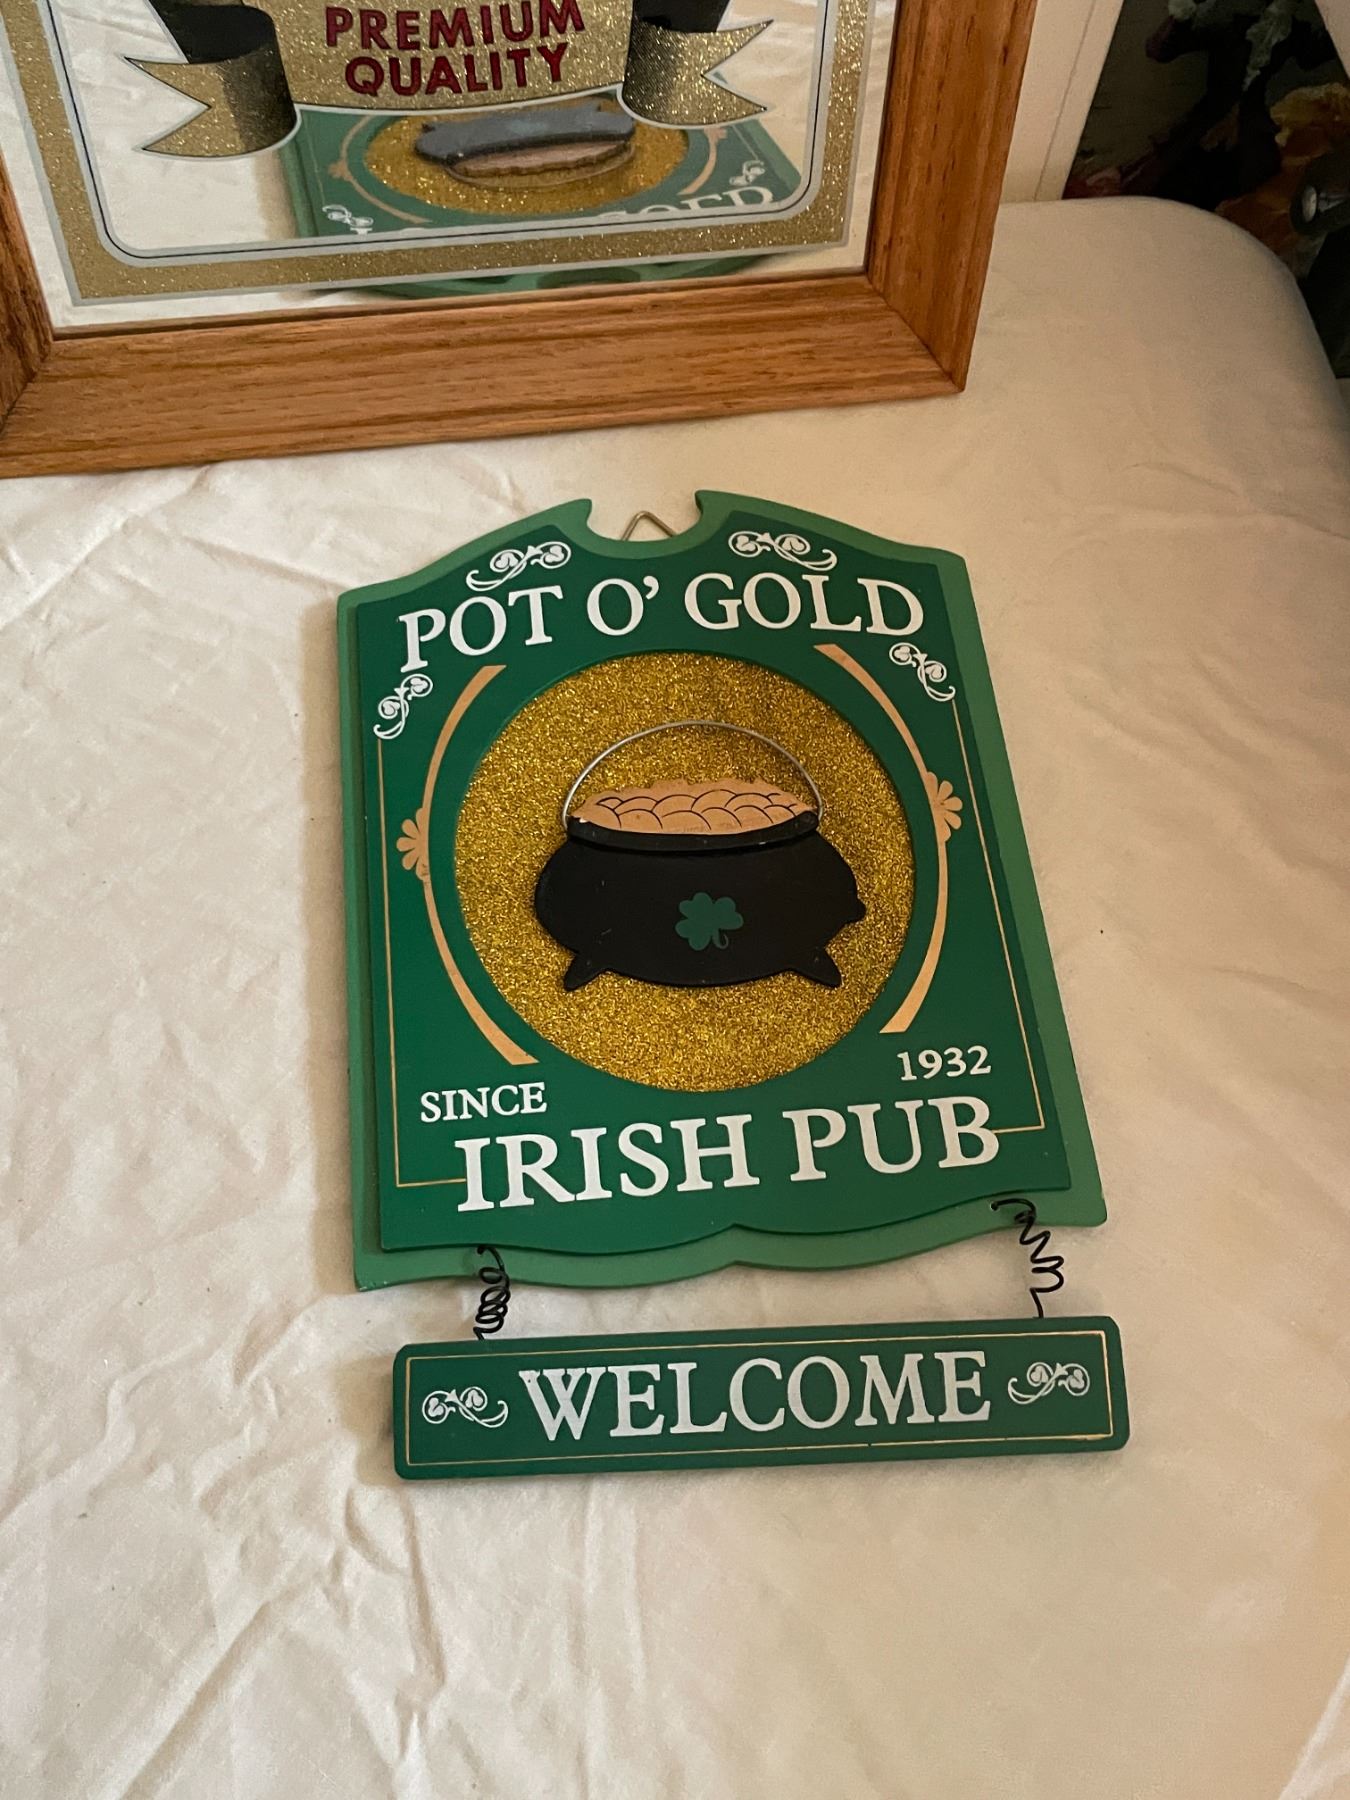 PREMIUM
QUALITY
POT O' GOLD
SINCE 1932
IRISH PUB
WELCOME